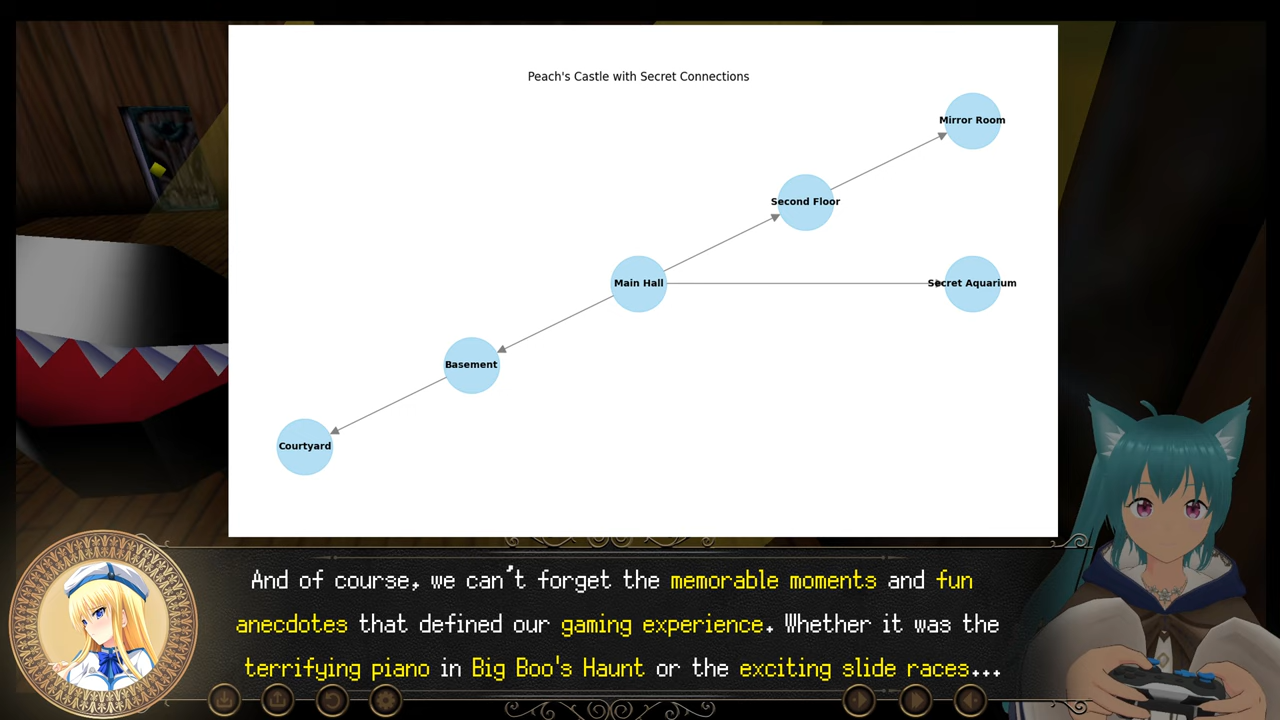 Peach's Castle with Secret Connections
Mirror Room
Second Floor
Main Hall
Secret Aquarium
Basement
Courtyard
And of course, we can't forget the memorable moments and fun
anecdotes that defined our gaming experience. Whether it was the
terrifying piano in Big Boo's Haunt or the exciting slide races...